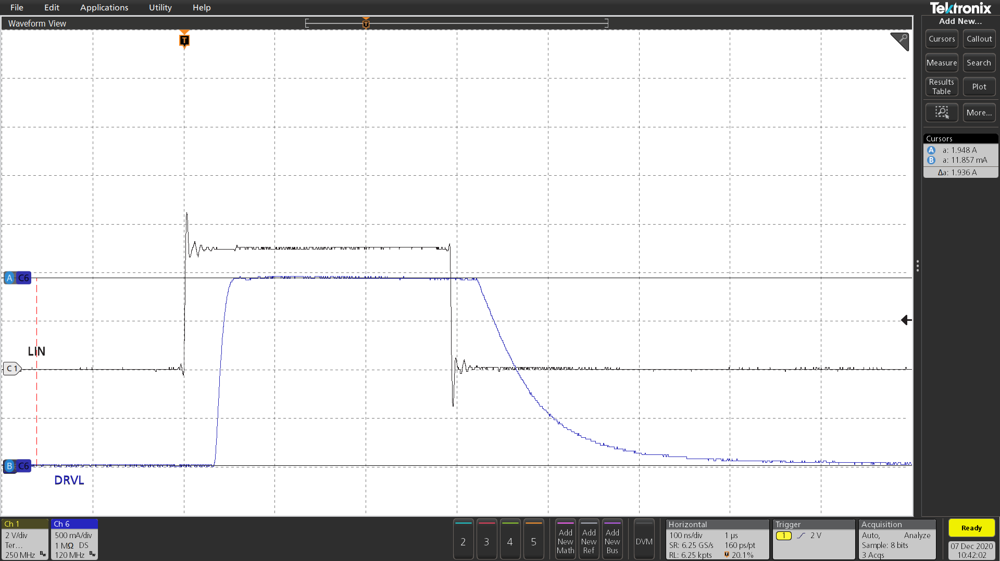 File Edit Applications Utility Help
Tektronix
Waveform View
T
T
Add New...
Cursors Callout
Measure Search
Results Table Plot
More...
Cursors
A a: 1.948 A
B a: 11.857 mA
Δa: 1.936 A
A C6
LIN
C 1
B C6
DRVL
Ch 1
2 V/div
Ter...
250 MHz Bw
Ch 6
500 mA/div
1 MΩ DS
120 MHz Bw
2 3 4 5
Add New Math
Add New Ref
Add New Bus
DVM
Horizontal
100 ns/div 1 µs
SR: 6.25 GS/s 160 ps/pt
RL: 6.25 kpts T 20.1%
Trigger
1 2 V
Acquisition
Auto, Analyze
Sample: 8 bits
3 Acqs
Ready
07 Dec 2020
10:42:02